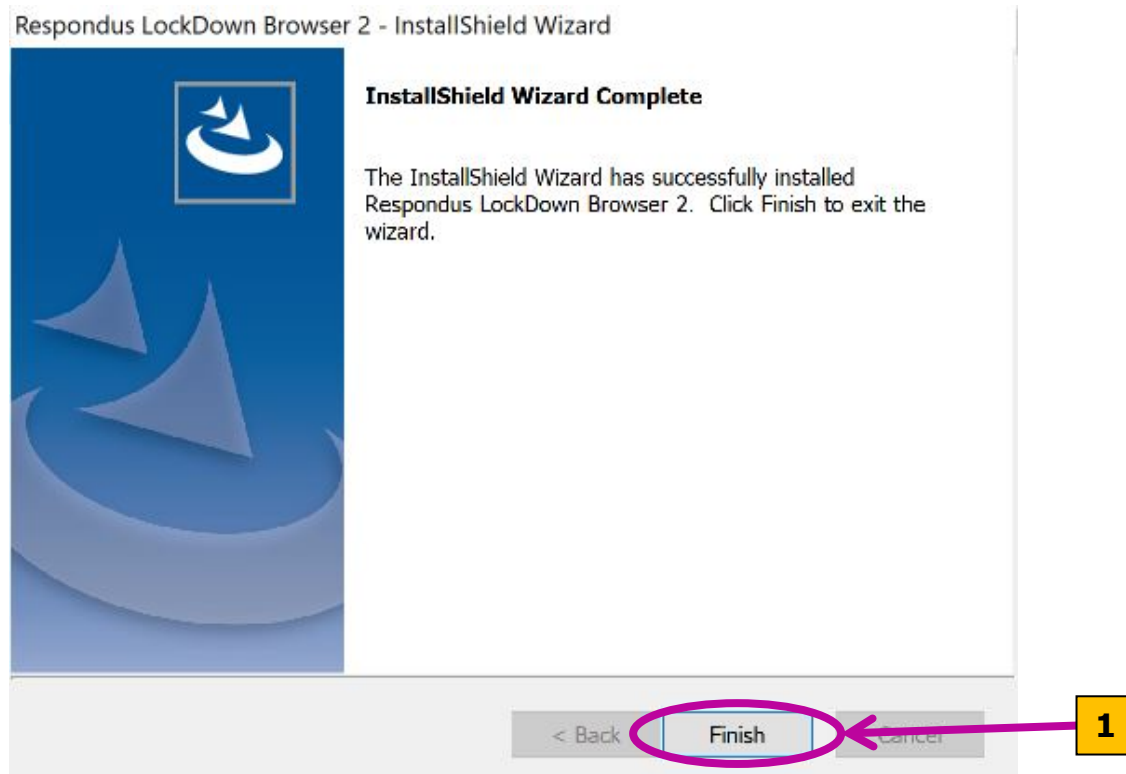 Respondus LockDown Browser 2 - InstallShield Wizard
InstallShield Wizard Complete
The InstallShield Wizard has successfully installed
Respondus LockDown Browser 2. Click Finish to exit the
wizard.
< Back Finish Cancel
1